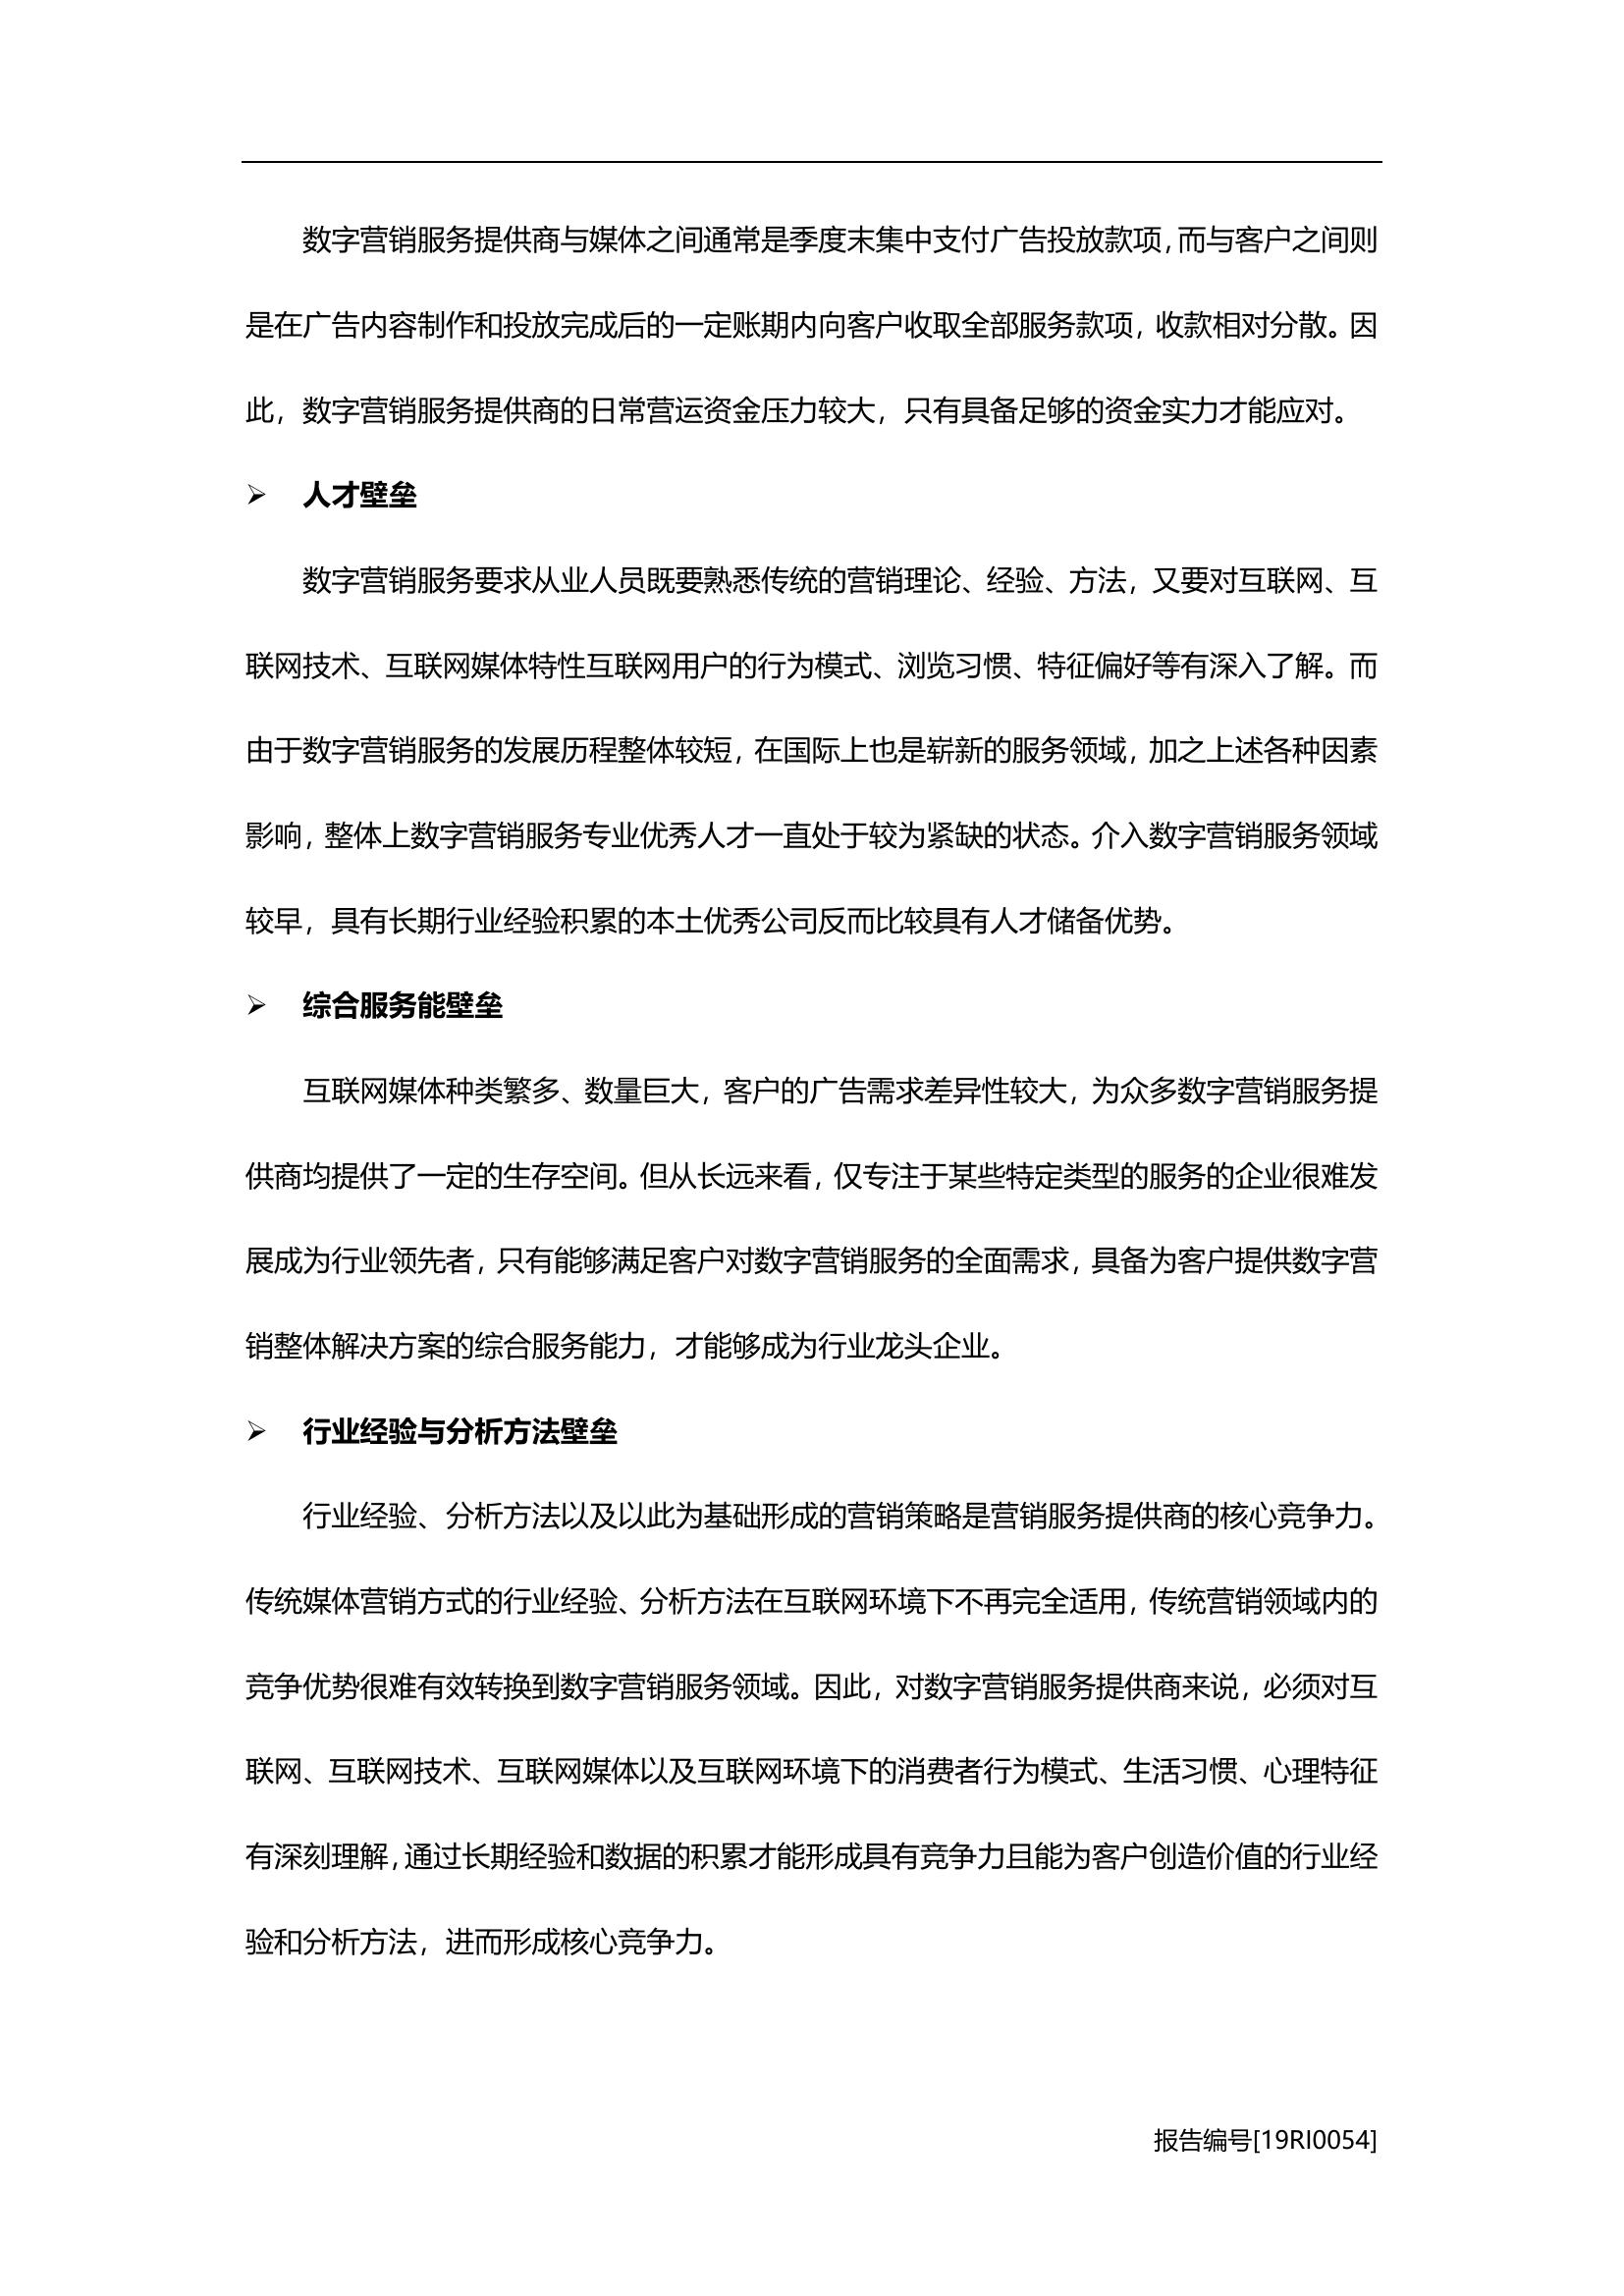 数字营销服务提供商与媒体之间通常是季度末集中支付广告投放款项，而与客户之间则
是在广告内容制作和投放完成后的一定账期内向客户收取全部服务款项，收款相对分散。因
此，数字营销服务提供商的日常营运资金压力较大，只有具备足够的资金实力才能应对。
➢ 人才壁垒
数字营销服务要求从业人员既要熟悉传统的营销理论、经验、方法，又要对互联网、互
联网技术、互联网媒体特性互联网用户的行为模式、浏览习惯、特征偏好等有深入了解。而
由于数字营销服务的发展历程整体较短，在国际上也是崭新的服务领域，加之上述各种因素
影响，整体上数字营销服务专业优秀人才一直处于较为紧缺的状态。介入数字营销服务领域
较早，具有长期行业经验积累的本土优秀公司反而比较具有人才储备优势。
➢ 综合服务能壁垒
互联网媒体种类繁多、数量巨大，客户的广告需求差异性较大，为众多数字营销服务提
供商均提供了一定的生存空间。但从长远来看，仅专注于某些特定类型的服务的企业很难发
展成为行业领先者，只有能够满足客户对数字营销服务的全面需求，具备为客户提供数字营
销整体解决方案的综合服务能力，才能够成为行业龙头企业。
➢ 行业经验与分析方法壁垒
行业经验、分析方法以及以此为基础形成的营销策略是营销服务提供商的核心竞争力。
传统媒体营销方式的行业经验、分析方法在互联网环境下不再完全适用，传统营销领域内的
竞争优势很难有效转换到数字营销服务领域。因此，对数字营销服务提供商来说，必须对互
联网、互联网技术、互联网媒体以及互联网环境下的消费者行为模式、生活习惯、心理特征
有深刻理解，通过长期经验和数据的积累才能形成具有竞争力且能为客户创造价值的行业经
验和分析方法，进而形成核心竞争力。
报告编号[19RI0054]